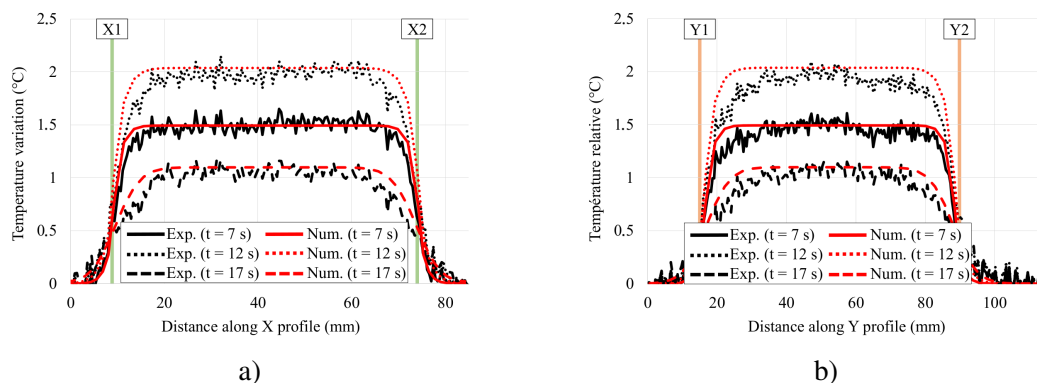 X1 X2
2,5
2
1.5
1
0.5
0
Temperature variation (°C)
Exp. (t = 7 s) Num. (t = 7 s)
Exp. (t = 12 s) Num. (t = 12 s)
Exp. (t = 17 s) Num. (t = 17 s)
0 20 40 60 80
Distance along X profile (mm)
a)
Y1 Y2
2,5
2
1.5
1
0.5
0
Température relative (°C)
Exp. (t = 7 s) Num. (t = 7 s)
Exp. (t = 12 s) Num. (t = 12 s)
Exp. (t = 17 s) Num. (t = 17 s)
0 20 40 60 80 100
Distance along Y profile (mm)
b)